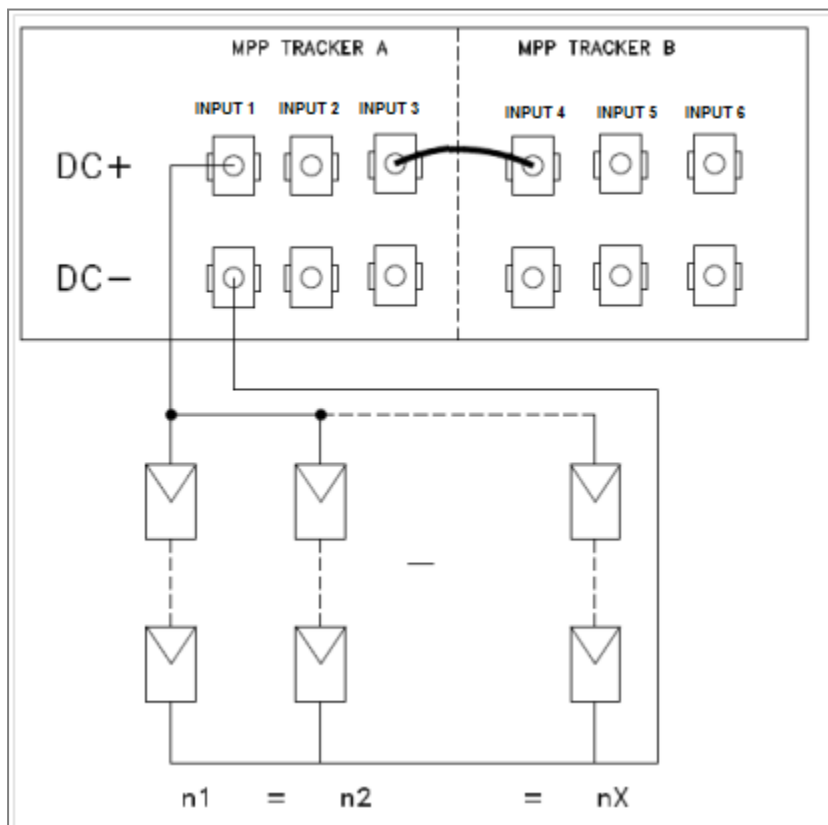 MPP TRACKER A MPP TRACKER B
INPUT 1 INPUT 2 INPUT 3 INPUT 4 INPUT 5 INPUT 6
DC+
DC−
n1 = n2 = nX